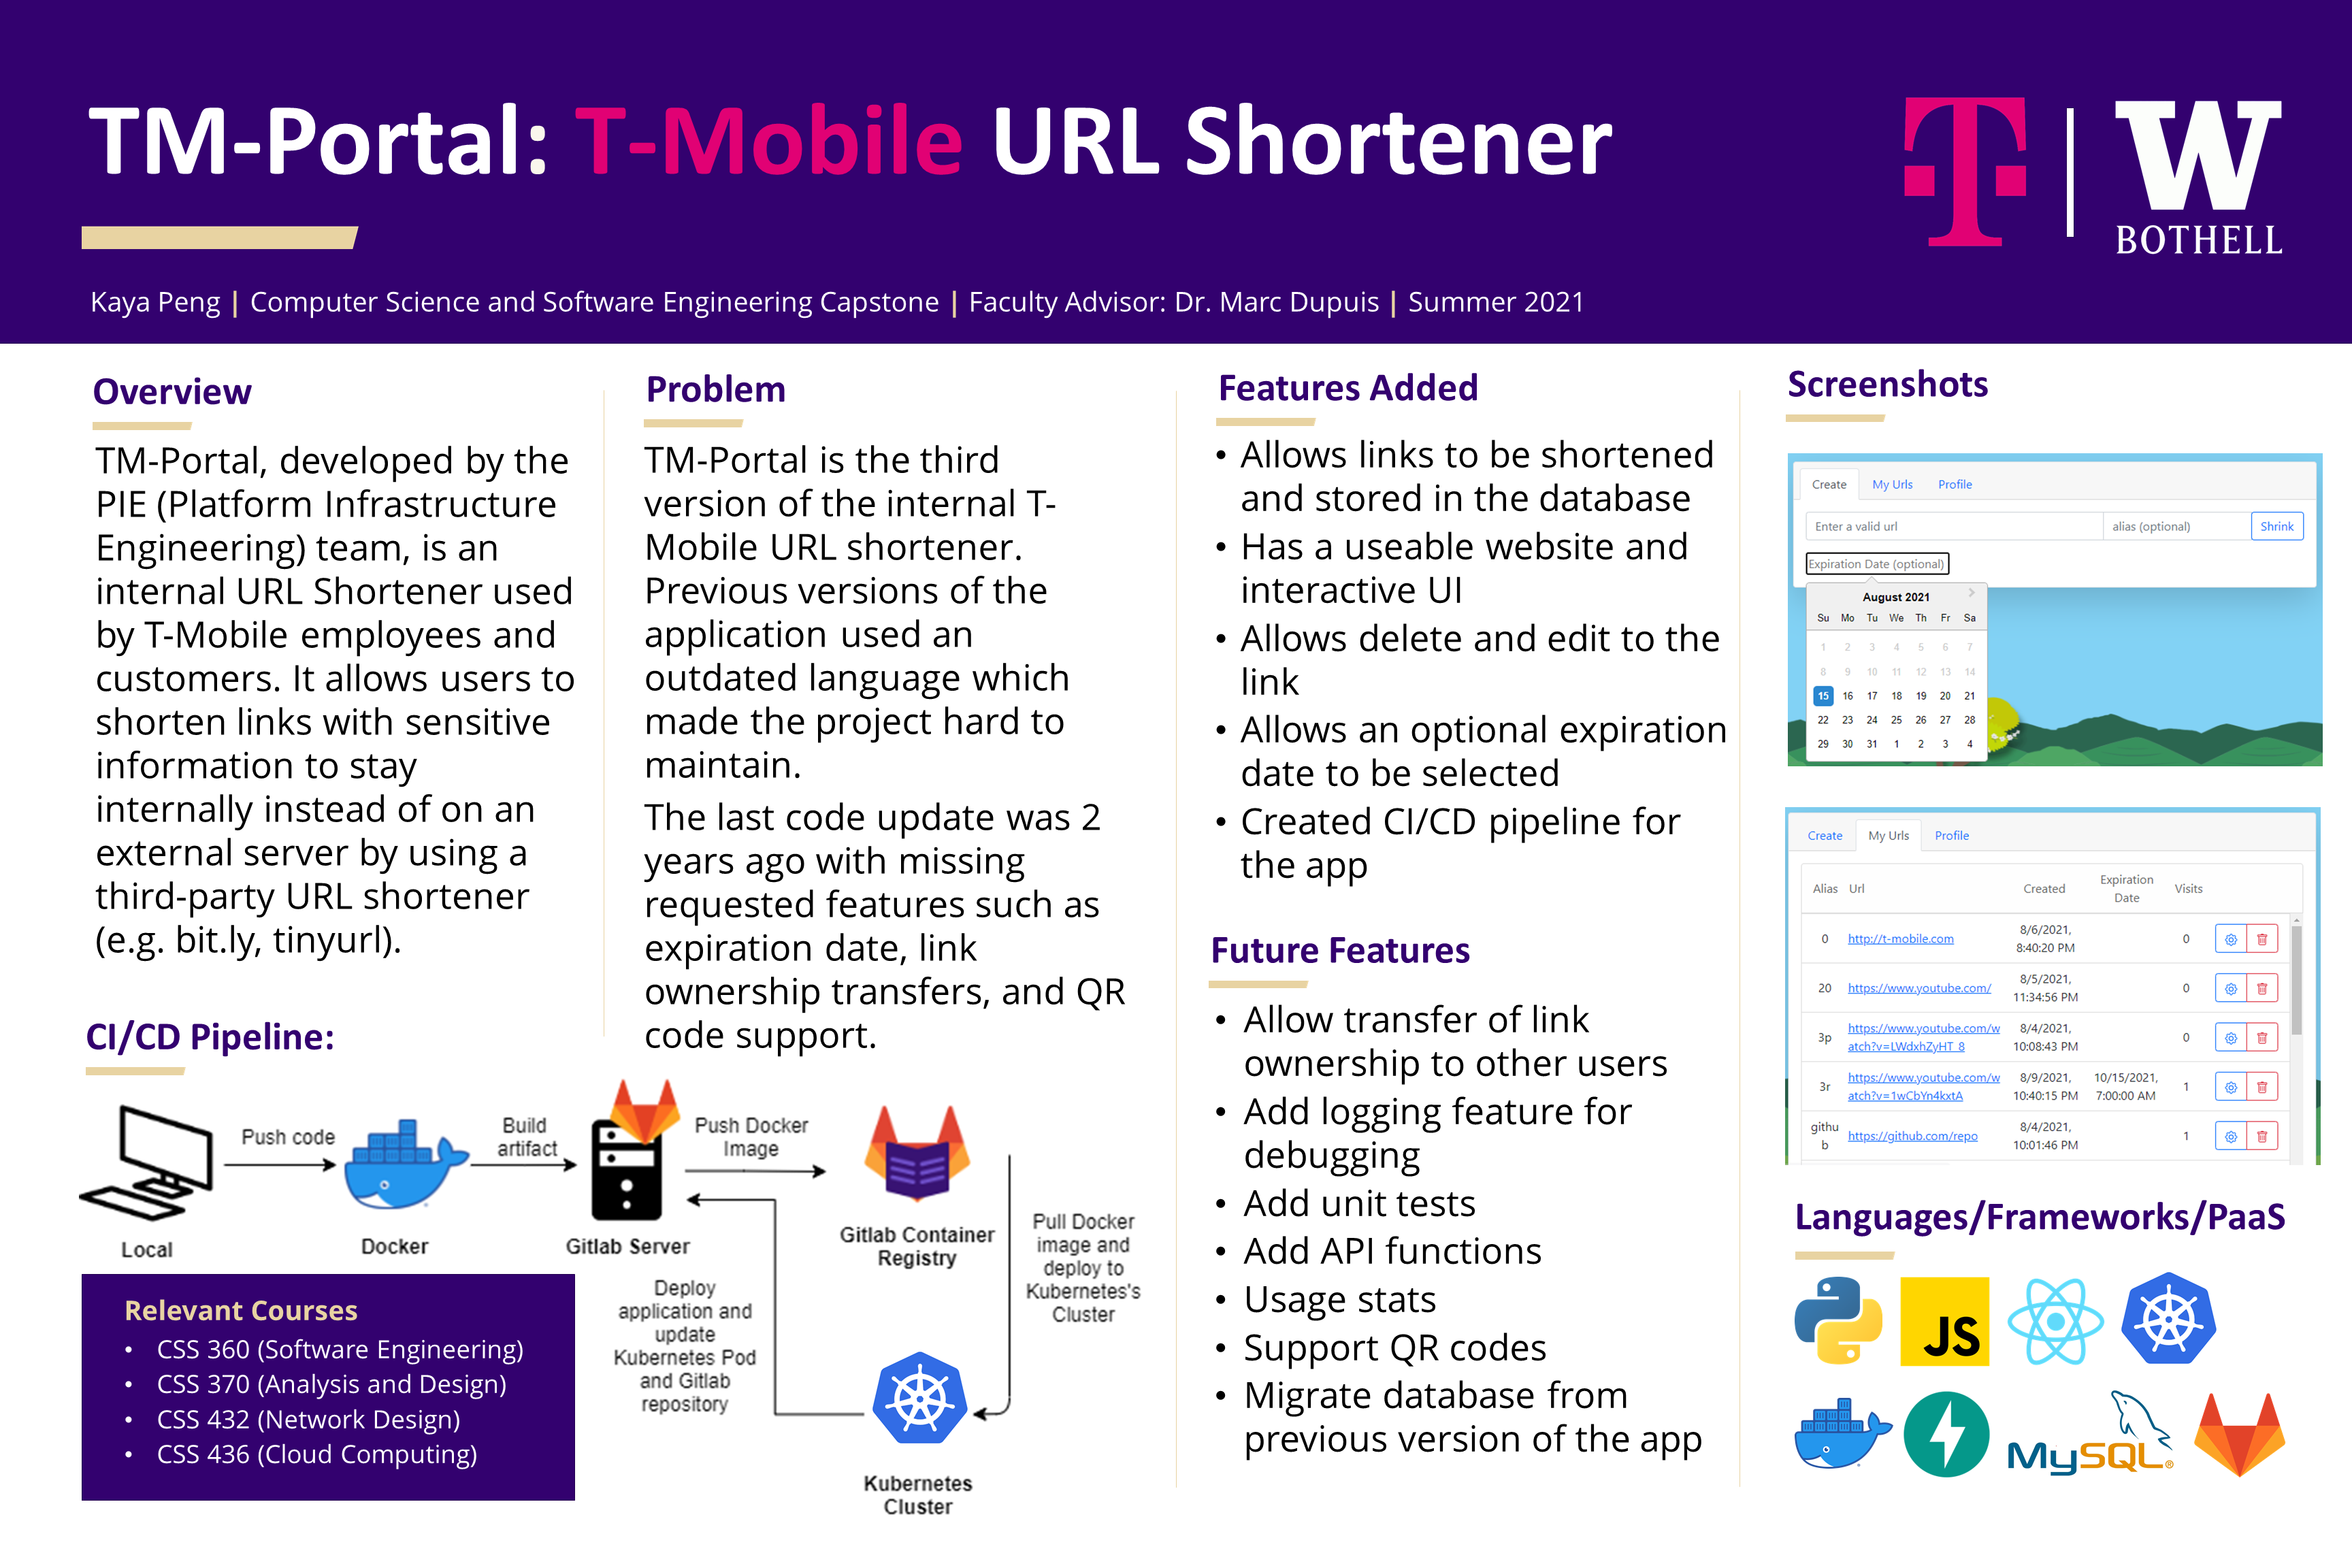 TM-Portal: T-Mobile URL Shortener
W
BOTHELL
Kaya Peng | Computer Science and Software Engineering Capstone | Faculty Advisor: Dr. Marc Dupuis | Summer 2021
Overview
TM-Portal, developed by the
PIE (Platform Infrastructure
Engineering) team, is an
internal URL Shortener used
by T-Mobile employees and
customers. It allows users to
shorten links with sensitive
information to stay
internally instead of on an
external server by using a
third-party URL shortener
(e.g. bit.ly, tinyurl).
Problem
TM-Portal is the third
version of the internal T-
Mobile URL shortener.
Previous versions of the
application used an
outdated language which
made the project hard to
maintain.
The last code update was 2
years ago with missing
requested features such as
expiration date, link
ownership transfers, and QR
code support.
CI/CD Pipeline:
Push code
Build
artifact
Push Docker
Image
Local
Docker
Gitlab Server
Gitlab Container
Registry
Pull Docker
image and
deploy to
Kubernetes's
Cluster
Deploy
application and
update
Kubernetes Pod
and Gitlab
repository
Kubernetes
Cluster
Relevant Courses
• CSS 360 (Software Engineering)
• CSS 370 (Analysis and Design)
• CSS 432 (Network Design)
• CSS 436 (Cloud Computing)
Features Added
• Allows links to be shortened
and stored in the database
• Has a useable website and
interactive UI
• Allows delete and edit to the
link
• Allows an optional expiration
date to be selected
• Created CI/CD pipeline for
the app
Future Features
• Allow transfer of link
ownership to other users
• Add logging feature for
debugging
• Add unit tests
• Add API functions
• Usage stats
• Support QR codes
• Migrate database from
previous version of the app
Screenshots
Create My Urls Profile
Enter a valid url alias (optional) Shrink
Expiration Date (optional)
August 2021
Su Mo Tu We Th Fr Sa
1 2 3 4 5 6 7
8 9 10 11 12 13 14
15 16 17 18 19 20 21
22 23 24 25 26 27 28
29 30 31 1 2 3 4
Create My Urls Profile
Alias Url Created Expiration Date Visits
0 http://t-mobile.com 8/6/2021, 8:40:20 PM 0
20 https://www.youtube.com/ 8/5/2021, 11:34:56 PM 0
3p https://www.youtube.com/w 8/4/2021, 0
atch?v=LWdxhZyHT_8 10:08:43 PM
3r https://www.youtube.com/w 8/9/2021, 10/15/2021, 1
atch?v=1wCbYn4kxtA 10:40:15 PM 7:00:00 AM
githu
b https://github.com/repo 8/4/2021, 10:01:46 PM 1
Languages/Frameworks/PaaS
JS
MySQL®